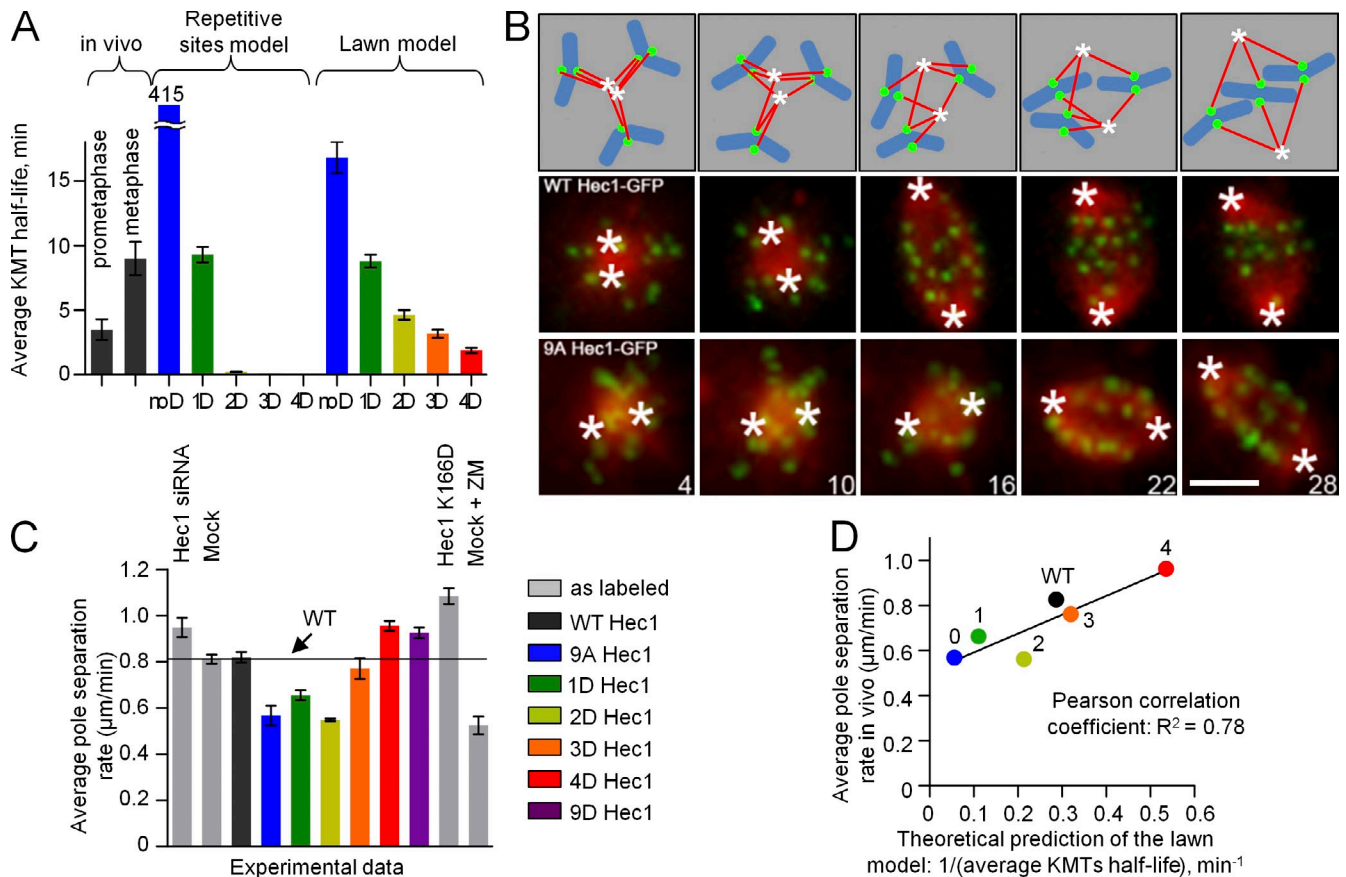 A
in vivo
Repetitive
sites model
Lawn model
415
prometaphase
metaphase
Average KMT half-life, min
15
10
5
0
noD 1D 2D 3D 4D noD 1D 2D 3D 4D
B
WT Hec1-GFP
9A Hec1-GFP
4
10
16
22
28
C
Hec1 siRNA
Mock
Hec1 K166D
Mock + ZM
WT
Average pole separation
rate (µm/min)
1.2
1.0
0.8
0.6
0.4
0.2
0
Experimental data
as labeled
WT Hec1
9A Hec1
1D Hec1
2D Hec1
3D Hec1
4D Hec1
9D Hec1
D
Average pole separation
rate in vivo (µm/min)
1.0
0.8
0.6
0.4
0.2
0
0
1
2
WT
3
4
Pearson correlation
coefficient: R² = 0.78
0 0.1 0.2 0.3 0.4 0.5 0.6
Theoretical prediction of the lawn
model: 1/(average KMTs half-life), min⁻¹